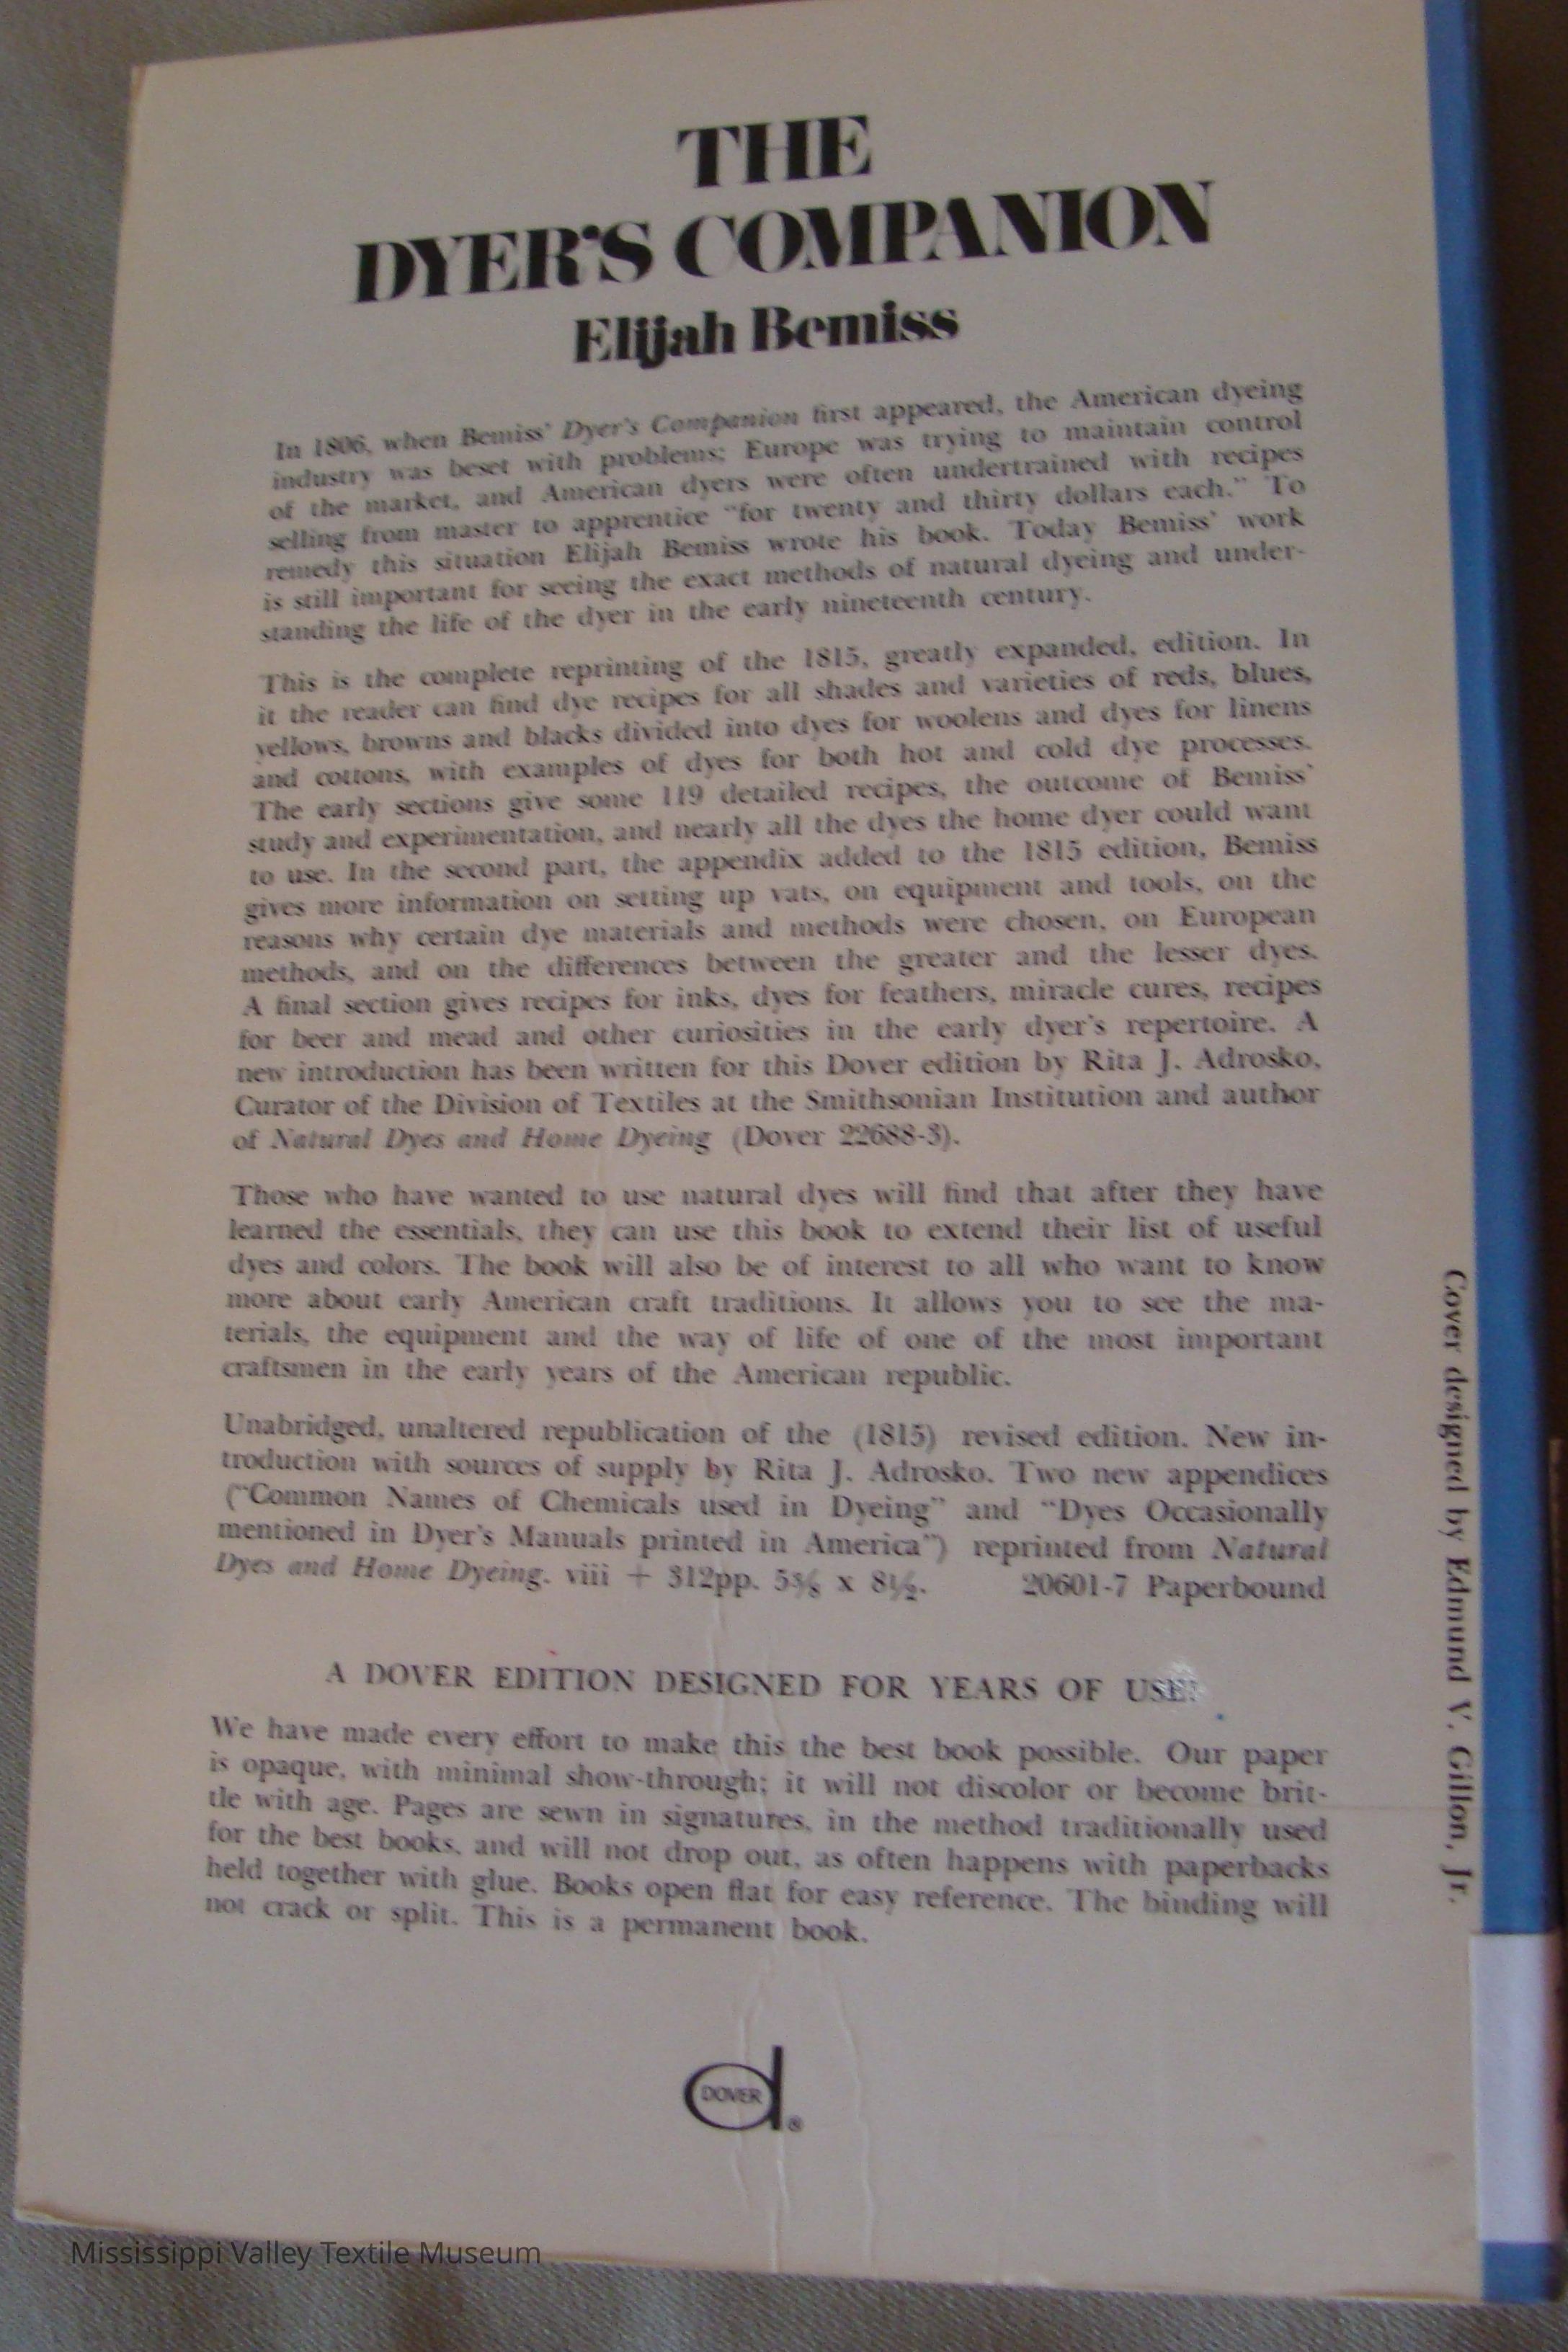 THE
DYER'S COMPANION
Elijah Bemiss
In 1806, when Bemiss' Dyer's Companion first appeared, the American dyeing
industry was beset with problems; Europe was trying to maintain control
of the market, and American dyers were often undertrained with recipes
selling from master to apprentice "for twenty and thirty dollars each." To
remedy this situation Elijah Bemiss wrote his book. Today Bemiss' work
is still important for seeing the exact methods of natural dyeing and under-
standing the life of the dyer in the early nineteenth century.
This is the complete reprinting of the 1815, greatly expanded, edition. In
it the reader can find dye recipes for all shades and varieties of reds, blues,
yellows, browns and blacks divided into dyes for woolens and dyes for linens
and cottons, with examples of dyes for both hot and cold dye processes.
The early sections give some 119 detailed recipes, the outcome of Bemiss'
study and experimentation, and nearly all the dyes the home dyer could want
to use. In the second part, the appendix added to the 1815 edition, Bemiss
gives more information on setting up vats, on equipment and tools, on the
reasons why certain dye materials and methods were chosen, on European
methods, and on the differences between the greater and the lesser dyes.
A final section gives recipes for inks, dyes for feathers, miracle cures, recipes
for beer and mead and other curiosities in the early dyer's repertoire. A
new introduction has been written for this Dover edition by Rita J. Adrosko,
Curator of the Division of Textiles at the Smithsonian Institution and author
of Natural Dyes and Home Dyeing (Dover 22688-3).
Those who have wanted to use natural dyes will find that after they have
learned the essentials, they can use this book to extend their list of useful
dyes and colors. The book will also be of interest to all who want to know
more about early American craft traditions. It allows you to see the ma-
terials, the equipment and the way of life of one of the most important
craftsmen in the early years of the American republic.
Unabridged, unaltered republication of the (1815) revised edition. New in-
troduction with sources of supply by Rita J. Adrosko. Two new appendices
("Common Names of Chemicals used in Dyeing" and "Dyes Occasionally
mentioned in Dyer's Manuals printed in America") reprinted from Natural
Dyes and Home Dyeing. viii + 312pp. 5⅜ x 8½. 20601-7 Paperbound
A DOVER EDITION DESIGNED FOR YEARS OF USE!
We have made every effort to make this the best book possible. Our paper
is opaque, with minimal show-through; it will not discolor or become brit-
tle with age. Pages are sewn in signatures, in the method traditionally used
for the best books, and will not drop out, as often happens with paperbacks
held together with glue. Books open flat for easy reference. The binding will
not crack or split. This is a permanent book.
DOVER ®
Cover designed by Edmund V. Gillon, Jr.
Mississippi Valley Textile Museum